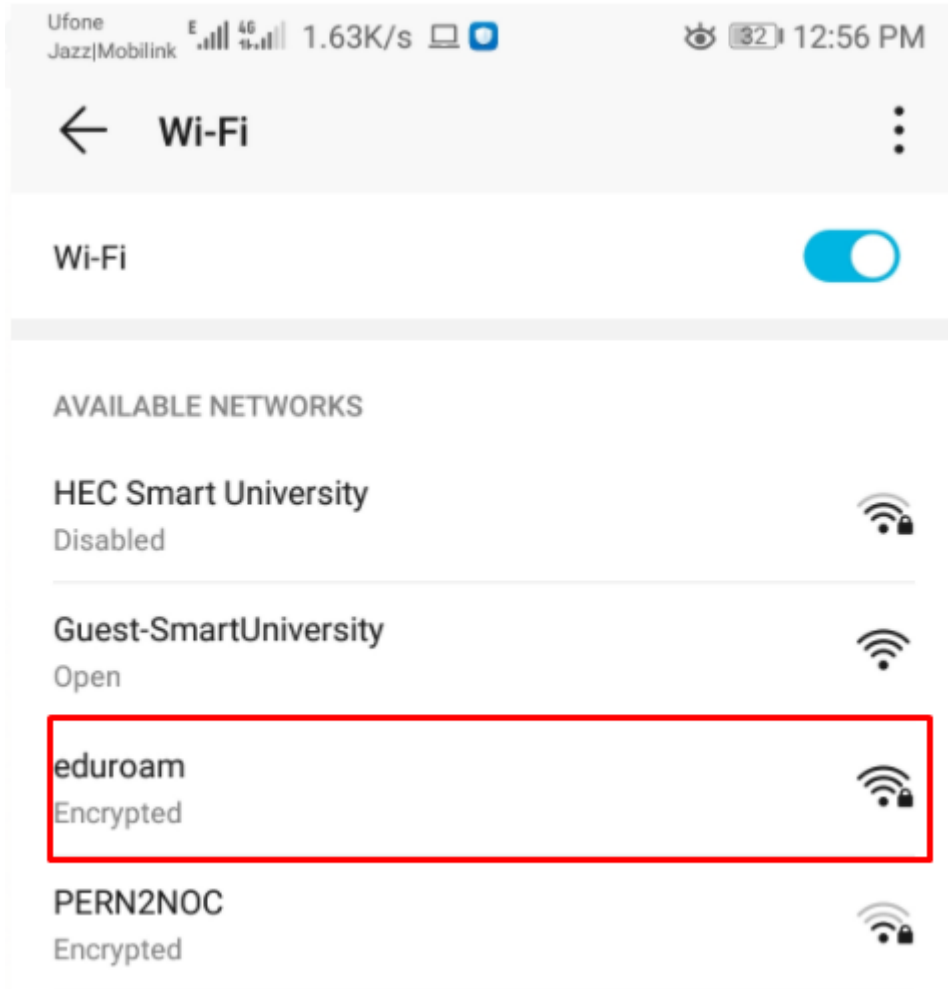 Ufone
Jazz|Mobilink E 4G 1.63K/s 32 12:56 PM
Wi-Fi
Wi-Fi
AVAILABLE NETWORKS
HEC Smart University
Disabled
Guest-SmartUniversity
Open
eduroam
Encrypted
PERN2NOC
Encrypted